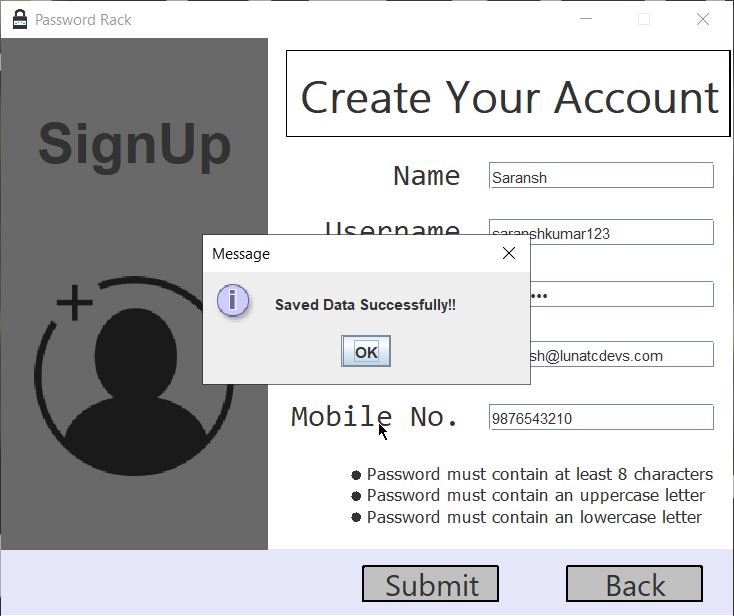 Password Rack
SignUp
Create Your Account
Name
Saransh
Username
saranshkumar123
Message
Saved Data Successfully!!
OK
sh@lunatcdevs.com
Mobile No.
9876543210
Password must contain at least 8 characters
Password must contain an uppercase letter
Password must contain an lowercase letter
Submit
Back